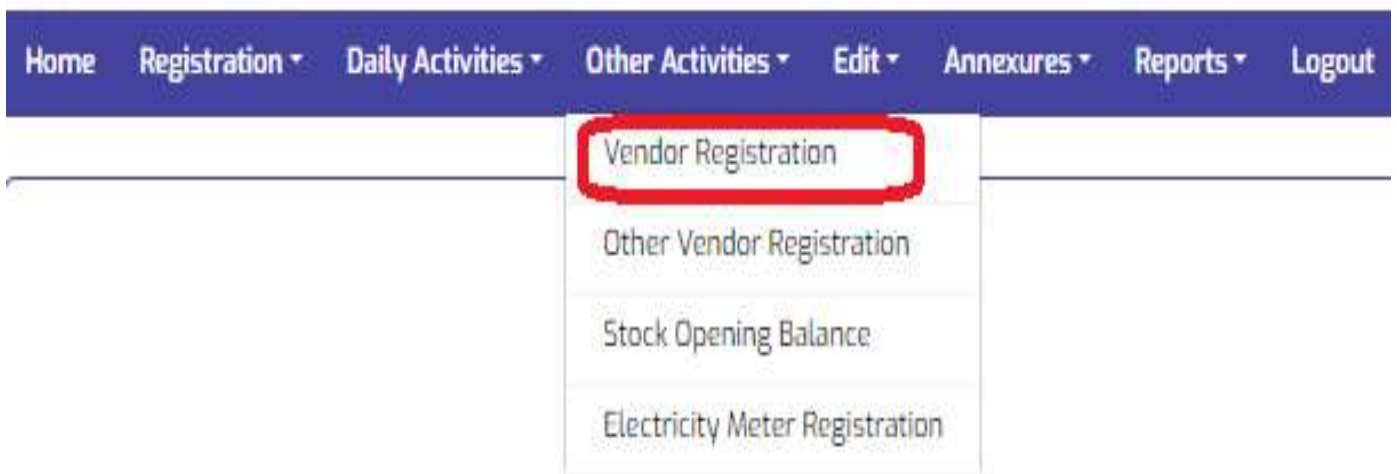 Home Registration Daily Activities Other Activities Edit Annexures Reports Logout
Vendor Registration
Other Vendor Registration
Stock Opening Balance
Electricity Meter Registration